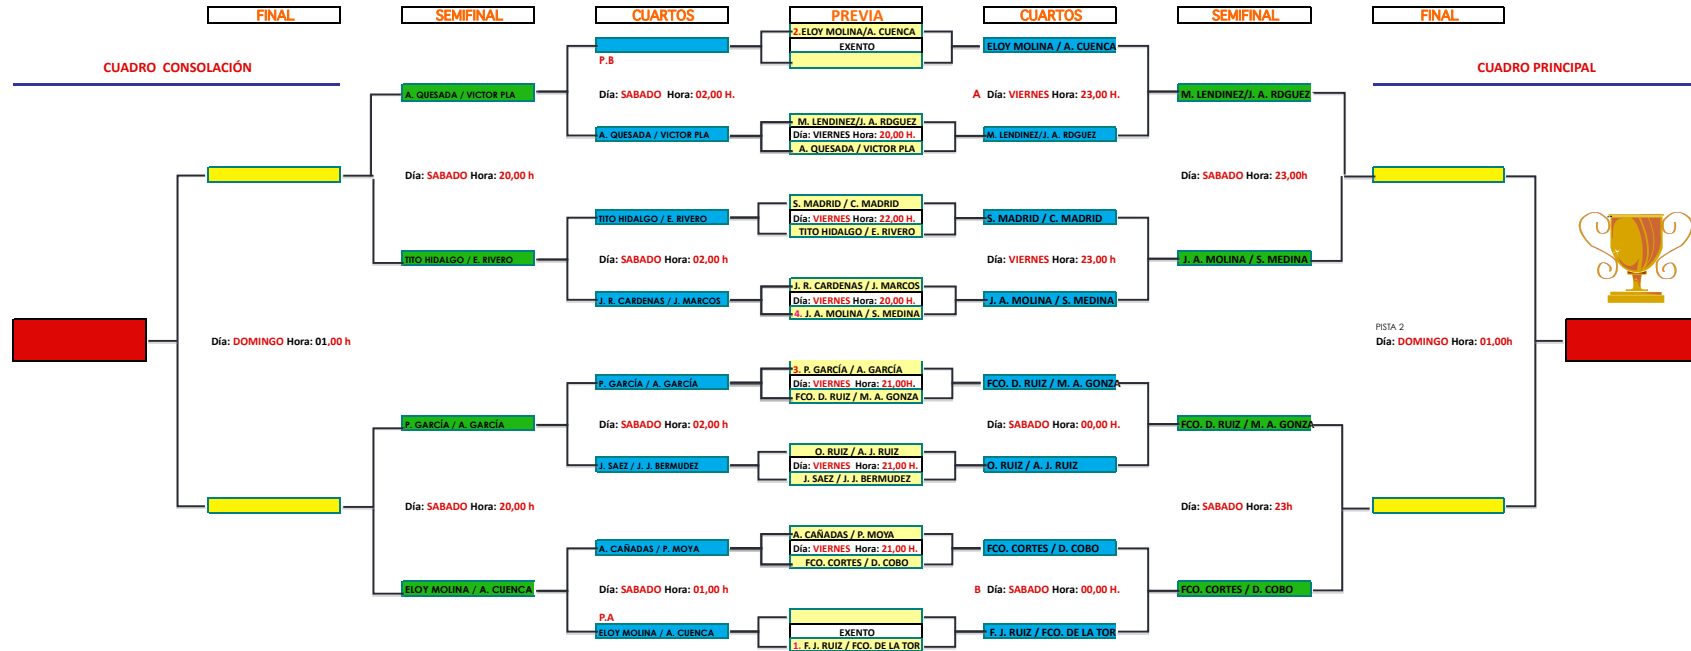 FINAL SEMIFINAL CUARTOS PREVIA CUARTOS SEMIFINAL FINAL
2.ELOY MOLINA/A. CUENCA
EXENTO ELOY MOLINA / A. CUENCA
P.B
CUADRO CONSOLACIÓN CUADRO PRINCIPAL
A. QUESADA / VICTOR PLA Día: SABADO Hora: 02,00 H. A Día: VIERNES Hora: 23,00 H. M. LENDINEZ/J. A. RDGUEZ
M. LENDINEZ/J. A. RDGUEZ
A. QUESADA / VICTOR PLA Día: VIERNES Hora: 20,00 H. M. LENDINEZ/J. A. RDGUEZ
A. QUESADA / VICTOR PLA
Día: SABADO Hora: 20,00 h Día: SABADO Hora: 23,00h
S. MADRID / C. MADRID
TITO HIDALGO / E. RIVERO Día: VIERNES Hora: 22,00 H. S. MADRID / C. MADRID
TITO HIDALGO / E. RIVERO
TITO HIDALGO / E. RIVERO Día: SABADO Hora: 02,00 h Día: VIERNES Hora: 23,00 h J. A. MOLINA / S. MEDINA
J. R. CARDENAS / J. MARCOS
J. R. CARDENAS / J. MARCOS Día: VIERNES Hora: 20,00 H. J. A. MOLINA / S. MEDINA
4. J. A. MOLINA / S. MEDINA
PISTA 2
Día: DOMINGO Hora: 01,00 h Día: DOMINGO Hora: 01,00h
3. P. GARCÍA / A. GARCÍA
P. GARCÍA / A. GARCÍA Día: VIERNES Hora: 21,00H. FCO. D. RUIZ / M. A. GONZA
FCO. D. RUIZ / M. A. GONZA
P. GARCÍA / A. GARCÍA Día: SABADO Hora: 02,00 h Día: SABADO Hora: 00,00 H. FCO. D. RUIZ / M. A. GONZA
O. RUIZ / A. J. RUIZ
J. SAEZ / J. J. BERMUDEZ Día: VIERNES Hora: 21,00 H. O. RUIZ / A. J. RUIZ
J. SAEZ / J. J. BERMUDEZ
Día: SABADO Hora: 20,00 h Día: SABADO Hora: 23h
A. CAÑADAS / P. MOYA
A. CAÑADAS / P. MOYA Día: VIERNES Hora: 21,00 H. FCO. CORTES / D. COBO
FCO. CORTES / D. COBO
ELOY MOLINA / A. CUENCA Día: SABADO Hora: 01,00 h B Día: SABADO Hora: 00,00 H. FCO. CORTES / D. COBO
P.A
ELOY MOLINA / A. CUENCA EXENTO F. J. RUIZ / FCO. DE LA TOR
1. F. J. RUIZ / FCO. DE LA TOR